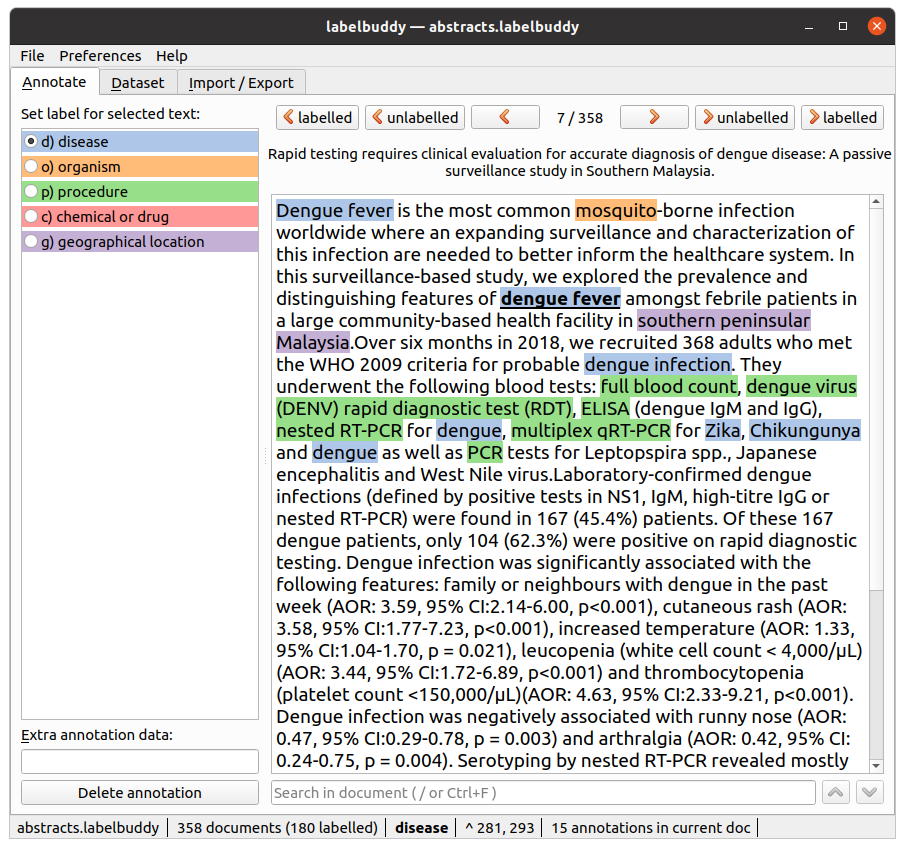 labelbuddy — abstracts.labelbuddy
File Preferences Help
Annotate Dataset Import / Export
Set label for selected text:
d) disease
o) organism
p) procedure
c) chemical or drug
g) geographical location
labelled unlabelled 7 / 358 unlabelled labelled
Rapid testing requires clinical evaluation for accurate diagnosis of dengue disease: A passive
surveillance study in Southern Malaysia.
Dengue fever is the most common mosquito-borne infection
worldwide where an expanding surveillance and characterization of
this infection are needed to better inform the healthcare system. In
this surveillance-based study, we explored the prevalence and
distinguishing features of dengue fever amongst febrile patients in
a large community-based health facility in southern peninsular
Malaysia.Over six months in 2018, we recruited 368 adults who met
the WHO 2009 criteria for probable dengue infection. They
underwent the following blood tests: full blood count, dengue virus
(DENV) rapid diagnostic test (RDT), ELISA (dengue IgM and IgG),
nested RT-PCR for dengue, multiplex qRT-PCR for Zika, Chikungunya
and dengue as well as PCR tests for Leptopspira spp., Japanese
encephalitis and West Nile virus.Laboratory-confirmed dengue
infections (defined by positive tests in NS1, IgM, high-titre IgG or
nested RT-PCR) were found in 167 (45.4%) patients. Of these 167
dengue patients, only 104 (62.3%) were positive on rapid diagnostic
testing. Dengue infection was significantly associated with the
following features: family or neighbours with dengue in the past
week (AOR: 3.59, 95% CI:2.14-6.00, p<0.001), cutaneous rash (AOR:
3.58, 95% CI:1.77-7.23, p<0.001), increased temperature (AOR: 1.33,
95% CI:1.04-1.70, p = 0.021), leucopenia (white cell count < 4,000/μL)
(AOR: 3.44, 95% CI:1.72-6.89, p<0.001) and thrombocytopenia
(platelet count <150,000/μL)(AOR: 4.63, 95% CI:2.33-9.21, p<0.001).
Dengue infection was negatively associated with runny nose (AOR:
0.47, 95% CI:0.29-0.78, p = 0.003) and arthralgia (AOR: 0.42, 95% CI:
0.24-0.75, p = 0.004). Serotyping by nested RT-PCR revealed mostly
Extra annotation data:
Delete annotation
Search in document ( / or Ctrl+F )
abstracts.labelbuddy 358 documents (180 labelled) disease ^ 281, 293 15 annotations in current doc